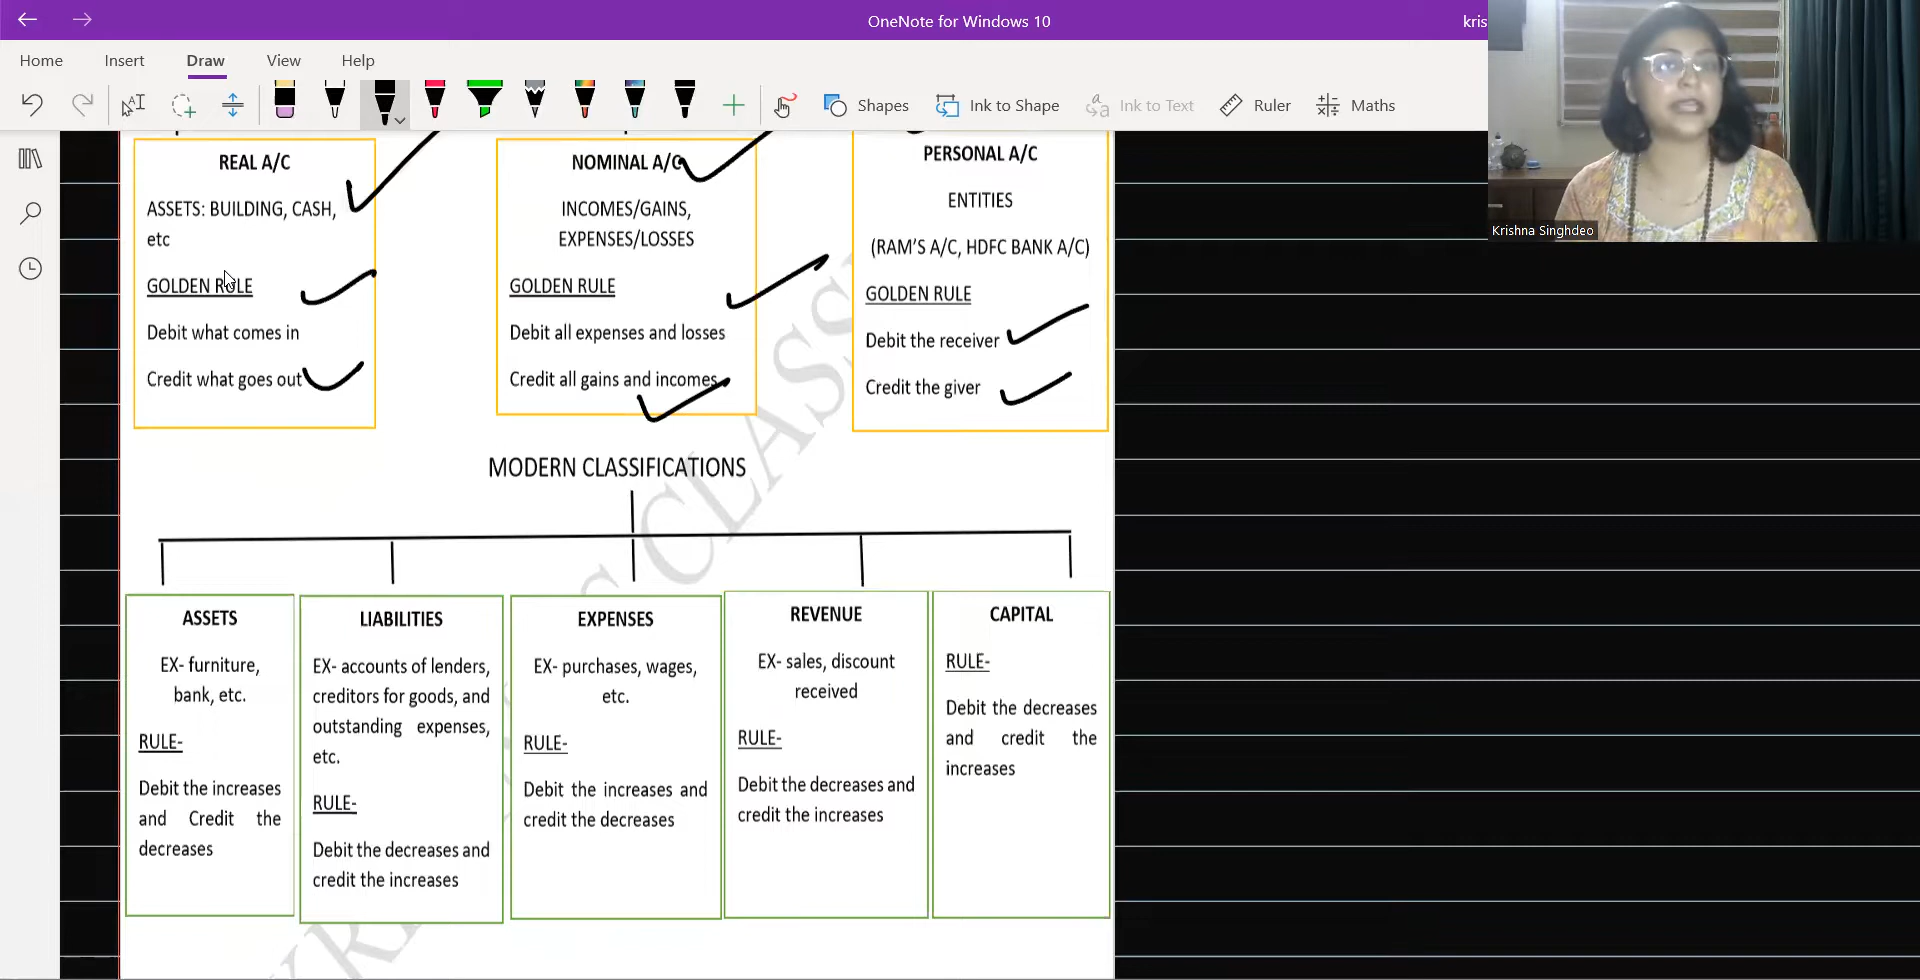 OneNote for Windows 10
kris
Home Insert Draw View Help
Shapes Ink to Shape Ink to Text Ruler Maths
Krishna Singhdeo
REAL A/C
ASSETS: BUILDING, CASH,
etc
GOLDEN RULE
Debit what comes in
Credit what goes out
NOMINAL A/C
INCOMES/GAINS,
EXPENSES/LOSSES
GOLDEN RULE
Debit all expenses and losses
Credit all gains and incomes
PERSONAL A/C
ENTITIES
(RAM'S A/C, HDFC BANK A/C)
GOLDEN RULE
Debit the receiver
Credit the giver
MODERN CLASSIFICATIONS
ASSETS
EX- furniture,
bank, etc.
RULE-
Debit the increases
and Credit the
decreases
LIABILITIES
EX- accounts of lenders,
creditors for goods, and
outstanding expenses,
etc.
RULE-
Debit the decreases and
credit the increases
EXPENSES
EX- purchases, wages,
etc.
RULE-
Debit the increases and
credit the decreases
REVENUE
EX- sales, discount
received
RULE-
Debit the decreases and
credit the increases
CAPITAL
RULE-
Debit the decreases
and credit the
increases